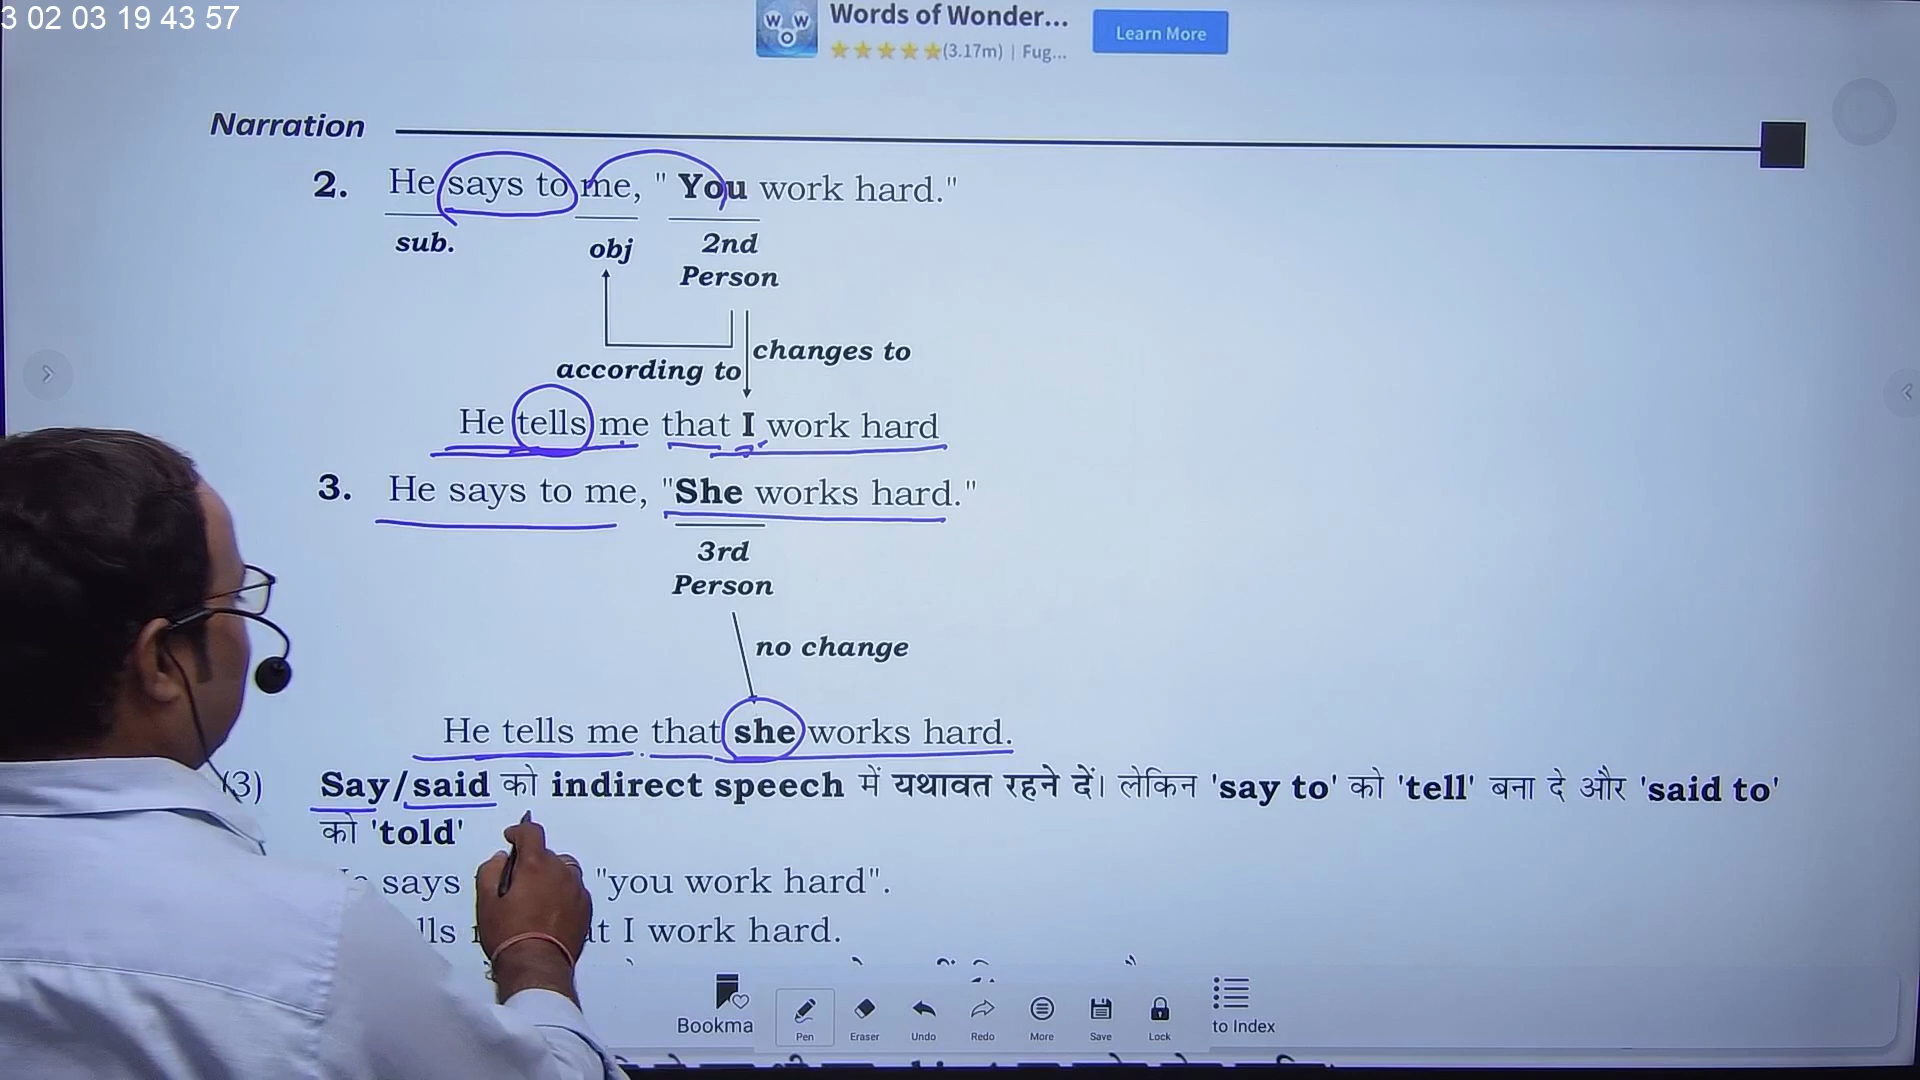 3 02 03 19 43 57
Words of Wonder...
(3.17m) | Fug...
Learn More
Narration
2. He says to me, " You work hard."
sub. obj 2nd
Person
changes to
according to
He tells me that I work hard
3. He says to me, "She works hard."
3rd
Person
no change
He tells me that she works hard.
(3) Say/said को indirect speech में यथावत रहने दें। लेकिन 'say to' को 'tell' बना दे और 'said to'
को 'told'
says "you work hard".
I work hard.
Bookma Pen Eraser Undo Redo More Save Lock to Index